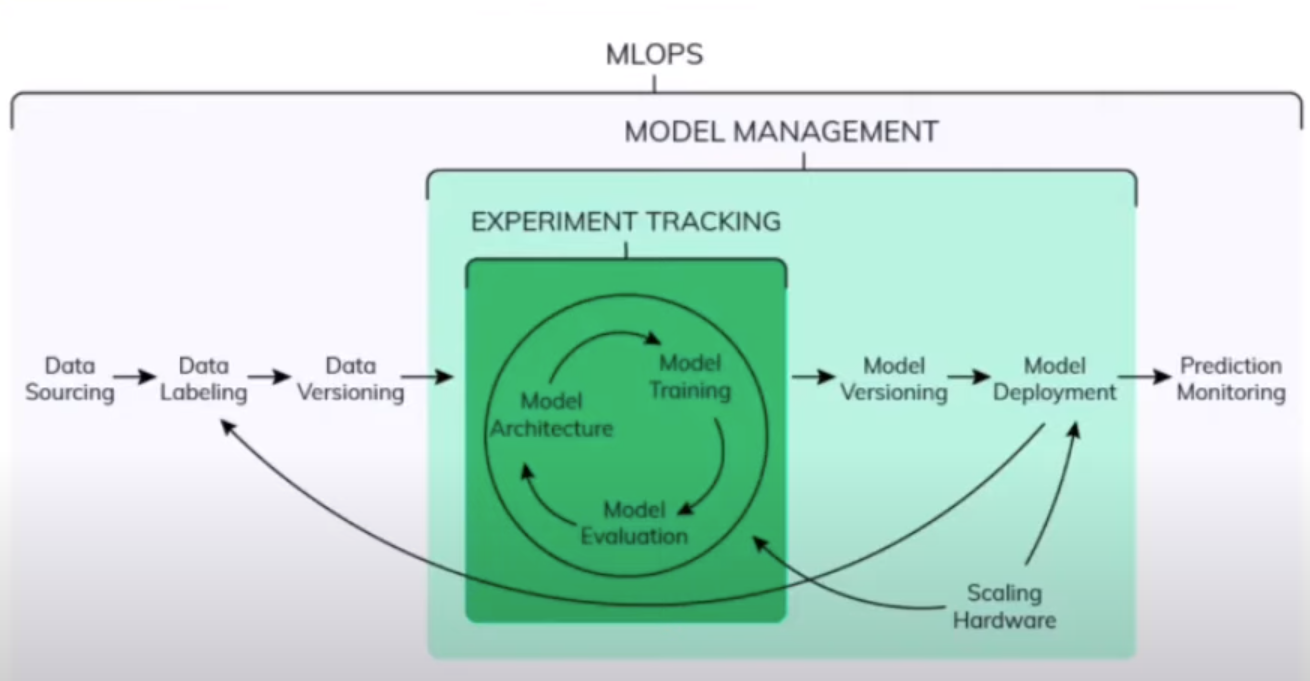 MLOPS
MODEL MANAGEMENT
EXPERIMENT TRACKING
Data
Sourcing
Data
Labeling
Data
Versioning
Model
Architecture
Model
Training
Model
Evaluation
Model
Versioning
Model
Deployment
Prediction
Monitoring
Scaling
Hardware